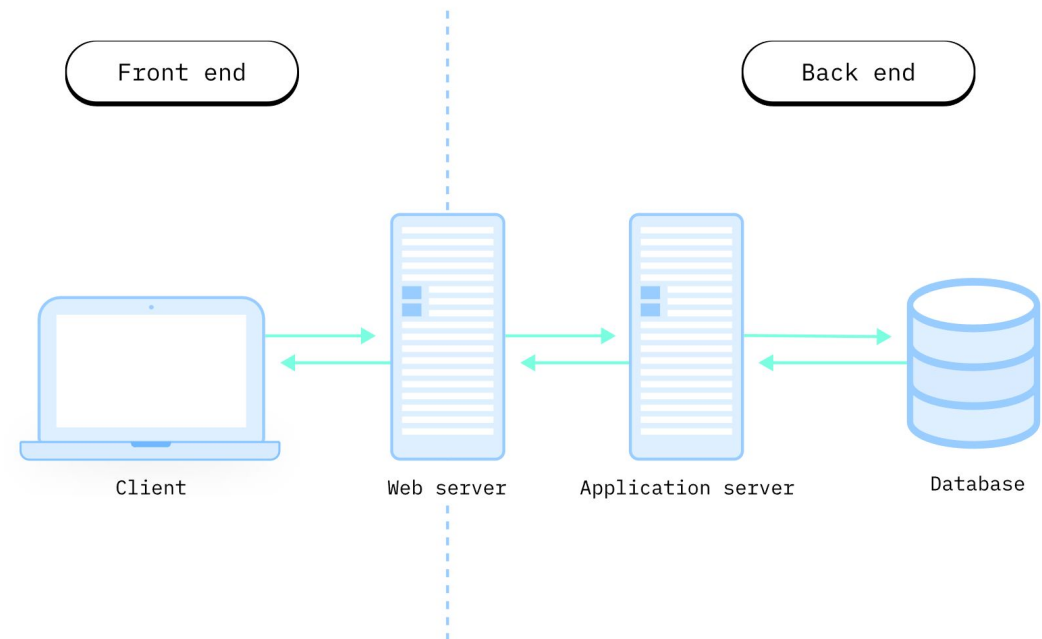 Front end
Back end
Client
Web server
Application server
Database